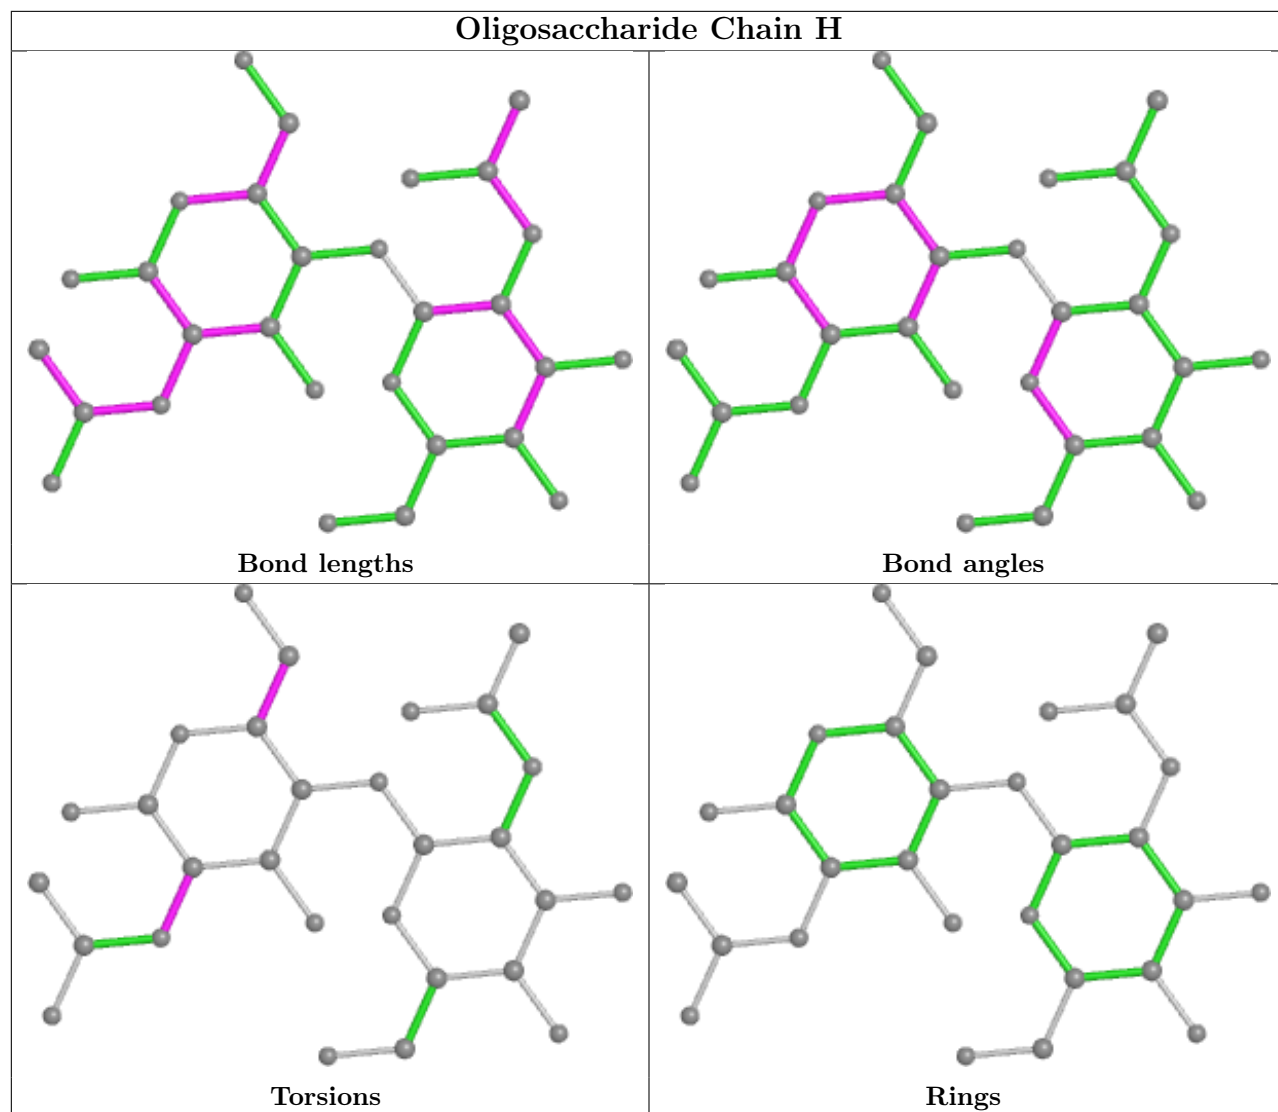 Oligosaccharide Chain H
Bond lengths
Bond angles
Torsions
Rings